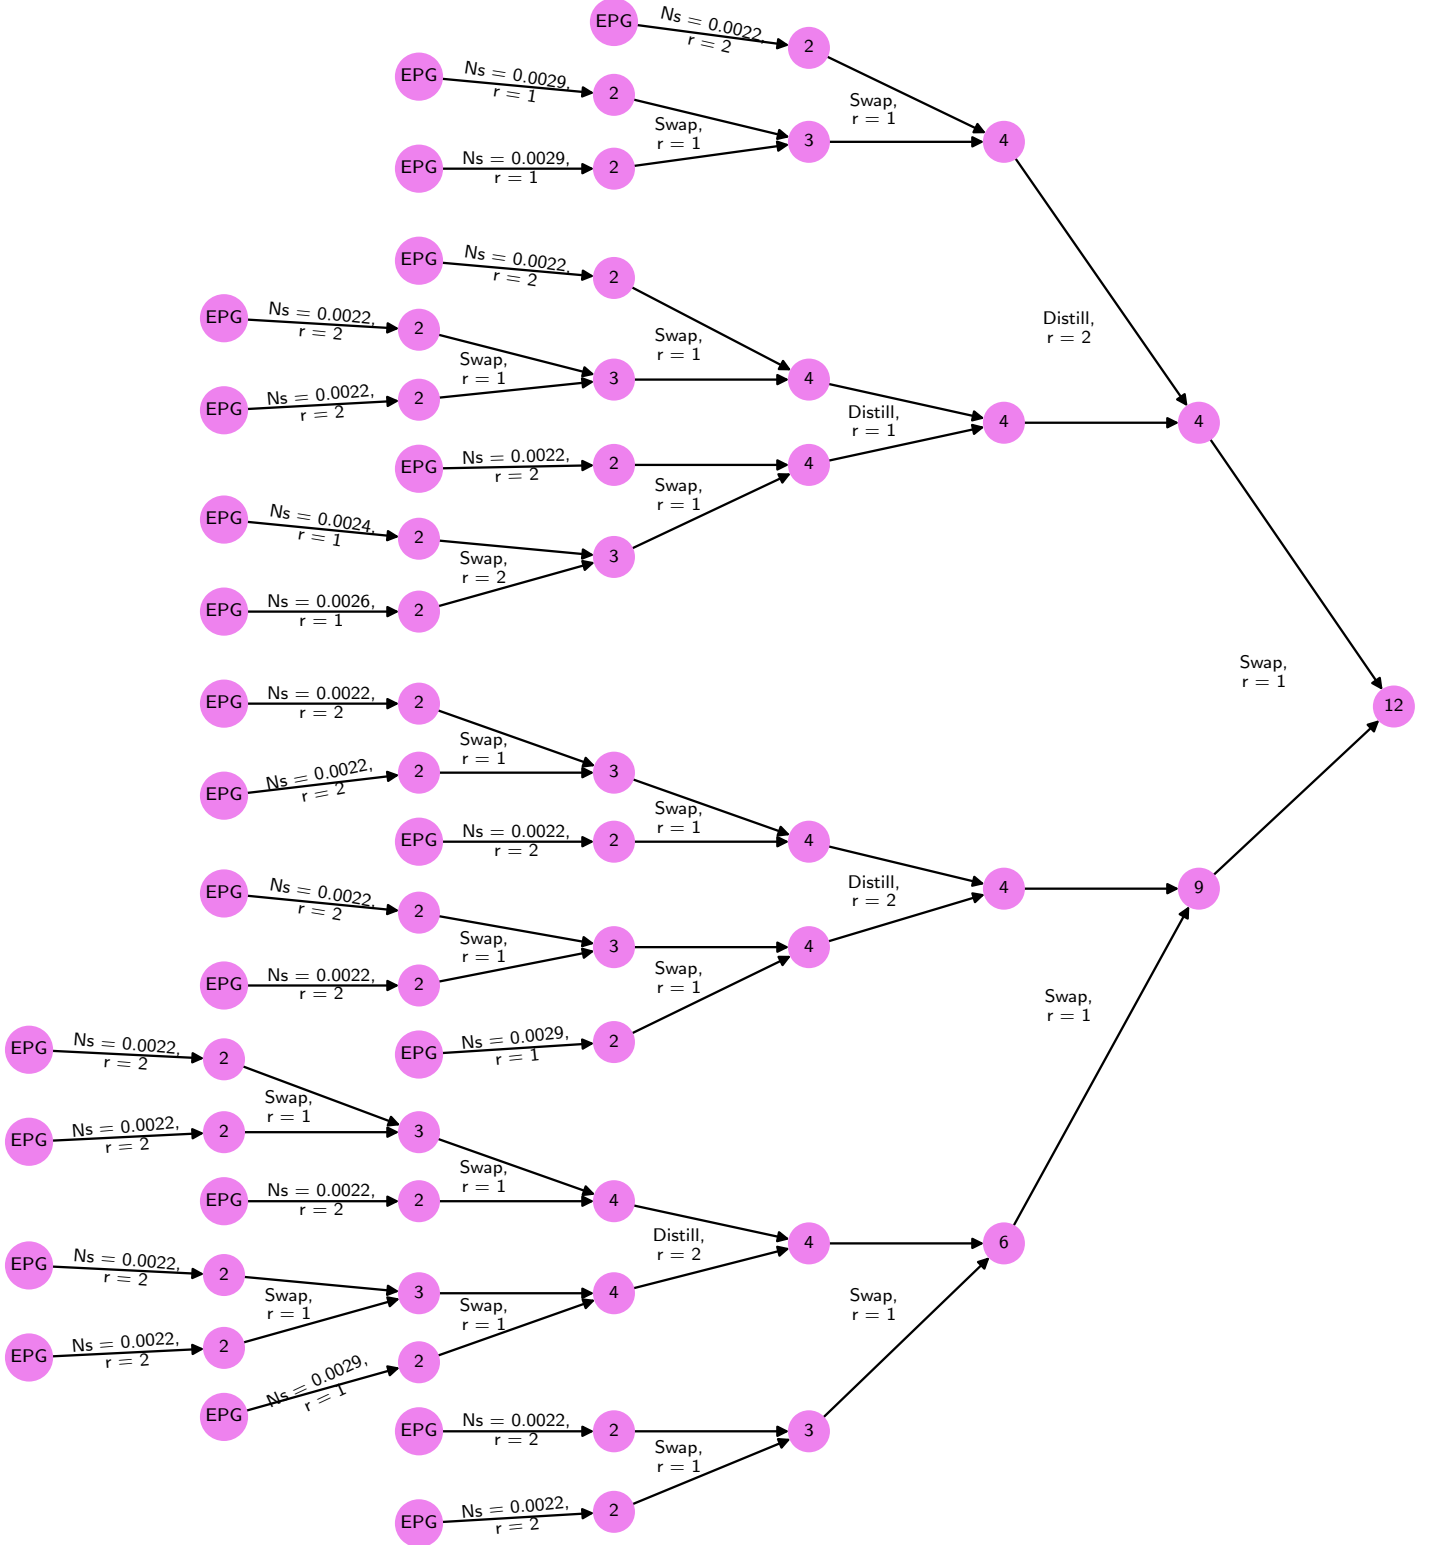 EPG
Ns = 0.0022,
r = 2
2
EPG
Ns = 0.0029,
r = 1
2
Swap,
r = 1
Swap,
r = 1
3
4
EPG
Ns = 0.0029,
r = 1
2
EPG
Ns = 0.0022,
r = 2
2
EPG
Ns = 0.0022,
r = 2
2
Swap,
r = 1
Swap,
r = 1
3
4
EPG
Ns = 0.0022,
r = 2
2
Distill,
r = 2
Distill,
r = 1
4
4
EPG
Ns = 0.0022,
r = 2
2
4
Swap,
r = 1
EPG
Ns = 0.0024,
r = 1
2
Swap,
r = 2
3
EPG
Ns = 0.0026,
r = 1
2
Swap,
r = 1
12
EPG
Ns = 0.0022,
r = 2
2
Swap,
r = 1
EPG
Ns = 0.0022,
r = 2
2
3
Swap,
r = 1
EPG
Ns = 0.0022,
r = 2
2
4
Distill,
r = 2
4
9
EPG
Ns = 0.0022,
r = 2
2
Swap,
r = 1
3
4
EPG
Ns = 0.0022,
r = 2
2
Swap,
r = 1
Swap,
r = 1
EPG
Ns = 0.0029,
r = 1
2
EPG
Ns = 0.0022,
r = 2
2
Swap,
r = 1
EPG
Ns = 0.0022,
r = 2
2
3
Swap,
r = 1
EPG
Ns = 0.0022,
r = 2
2
4
Distill,
r = 2
4
6
EPG
Ns = 0.0022,
r = 2
2
Swap,
r = 1
3
4
Swap,
r = 1
Swap,
r = 1
EPG
Ns = 0.0022,
r = 2
2
EPG
Ns = 0.0029,
r = 1
2
EPG
Ns = 0.0022,
r = 2
2
3
Swap,
r = 1
EPG
Ns = 0.0022,
r = 2
2